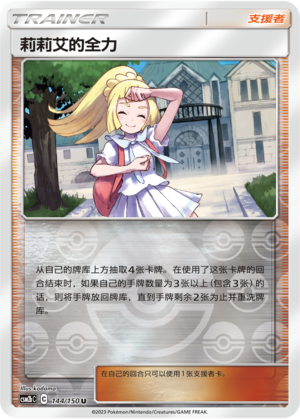 TRAINER
支援者
莉莉艾的全力
从自己的牌库上方抽取4张卡牌。在使用了这张卡牌的回
合结束时，如果自己的手牌数量为3张以上（包含3张）的
话，则将手牌放回牌库，直到手牌剩余2张为止并重洗牌
库。
Illus. kodama
在自己的回合只可以使用1张支援者卡。
CSM2b C G 144/150 U
©2023 Pokémon/Nintendo/Creatures/GAME FREAK.